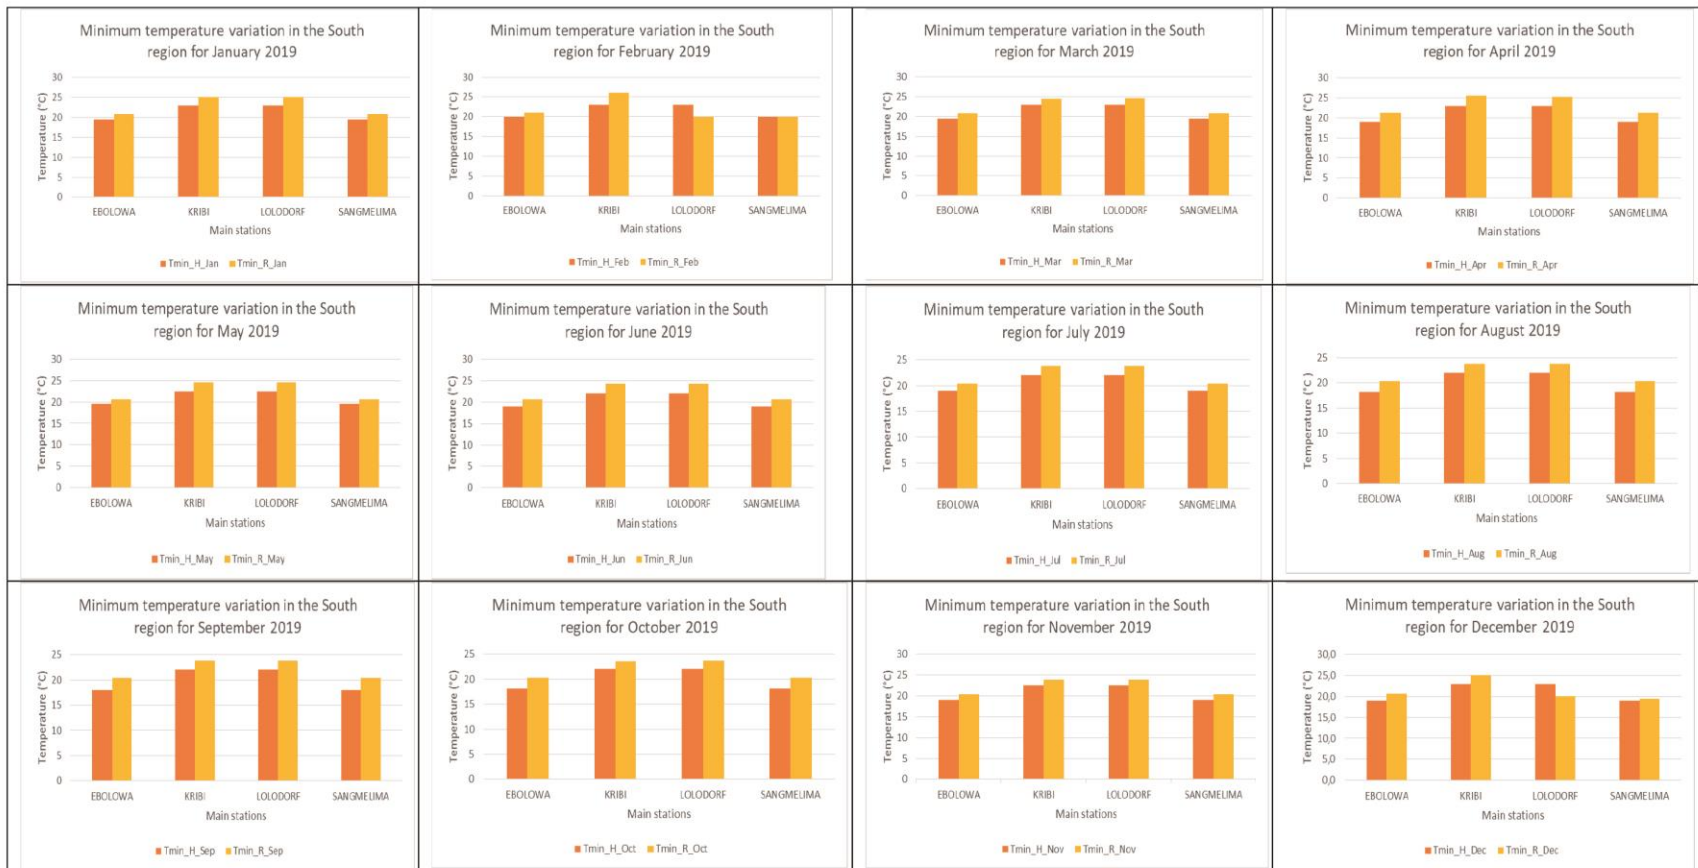 Minimum temperature variation in the South
region for January 2019
30
25
20
15
10
5
0
Temperature (°C)
EBOLOWA KRIBI LOLODORF SANGMELIMA
Main stations
Tmin_H_Jan Tmin_R_Jan
Minimum temperature variation in the South
region for February 2019
30
25
20
15
10
5
0
Temperature (°C)
EBOLOWA KRIBI LOLODORF SANGMELIMA
Main stations
Tmin_H_Feb Tmin_R_Feb
Minimum temperature variation in the South
region for March 2019
30
25
20
15
10
5
0
Temperature (°C)
EBOLOWA KRIBI LOLODORF SANGMELIMA
Main stations
Tmin_H_Mar Tmin_R_Mar
Minimum temperature variation in the South
region for April 2019
30
25
20
15
10
5
0
Temperature (°C)
EBOLOWA KRIBI LOLODORF SANGMELIMA
Main stations
Tmin_H_Apr Tmin_R_Apr
Minimum temperature variation in the South
region for May 2019
30
25
20
15
10
5
0
Temperature (°C)
EBOLOWA KRIBI LOLODORF SANGMELIMA
Main stations
Tmin_H_May Tmin_R_May
Minimum temperature variation in the South
region for June 2019
30
25
20
15
10
5
0
Temperature (°C)
EBOLOWA KRIBI LOLODORF SANGMELIMA
Main stations
Tmin_H_Jun Tmin_R_Jun
Minimum temperature variation in the South
region for July 2019
25
20
15
10
5
0
Temperature (°C)
EBOLOWA KRIBI LOLODORF SANGMELIMA
Main stations
Tmin_H_Jul Tmin_R_Jul
Minimum temperature variation in the South
region for August 2019
25
20
15
10
5
0
Temperature (°C )
EBOLOWA KRIBI LOLODORF SANGMELIMA
Main stations
Tmin_H_Aug Tmin_R_Aug
Minimum temperature variation in the South
region for September 2019
25
20
15
10
5
0
Temperature (°C)
EBOLOWA KRIBI LOLODORF SANGMELIMA
Main stations
Tmin_H_Sep Tmin_R_Sep
Minimum temperature variation in the South
region for October 2019
25
20
15
10
5
0
Temperature (°C)
EBOLOWA KRIBI LOLODORF SANGMELIMA
Main stations
Tmin_H_Oct Tmin_R_Oct
Minimum temperature variation in the South
region for November 2019
30
25
20
15
10
5
0
Temperature (°C)
EBOLOWA KRIBI LOLODORF SANGMELIMA
Main stations
Tmin_H_Nov Tmin_R_Nov
Minimum temperature variation in the South
region for December 2019
30,0
25,0
20,0
15,0
10,0
5,0
0,0
Temperature (°C)
EBOLOWA KRIBI LOLODORF SANGMELIMA
Main stations
Tmin_H_Dec Tmin_R_Dec